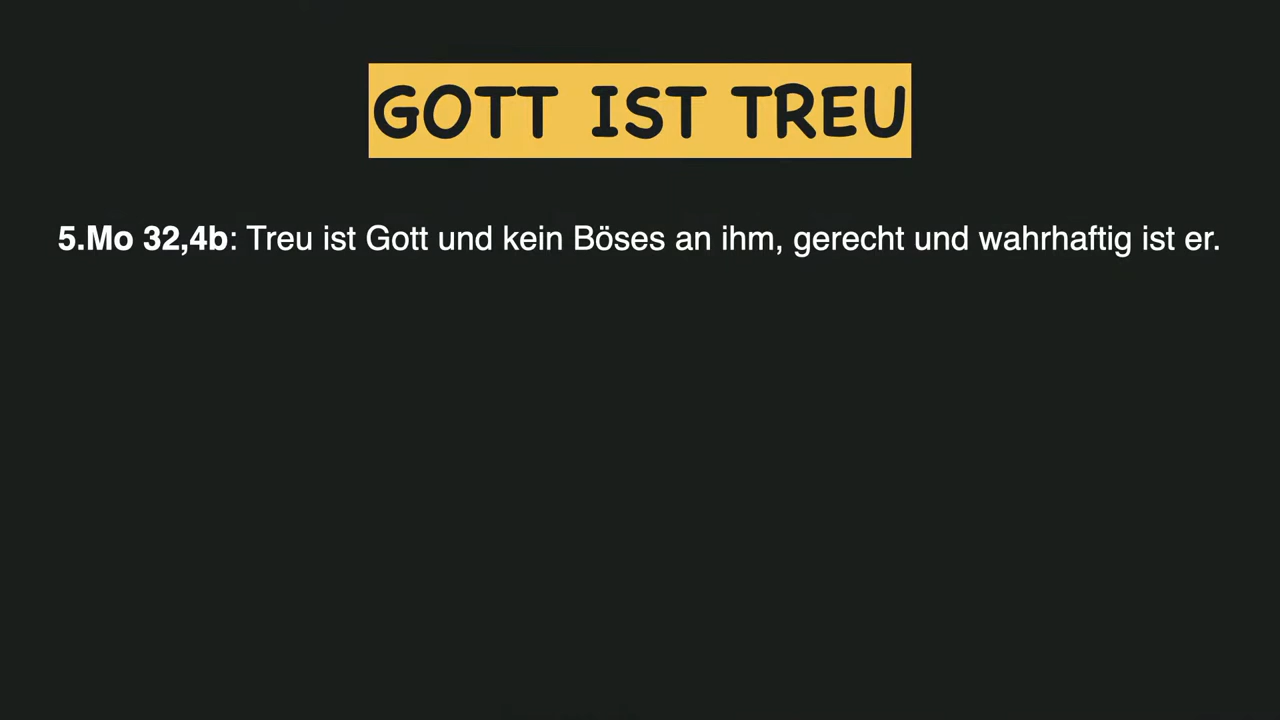 GOTT IST TREU
5.Mo 32,4b: Treu ist Gott und kein Böses an ihm, gerecht und wahrhaftig ist er.